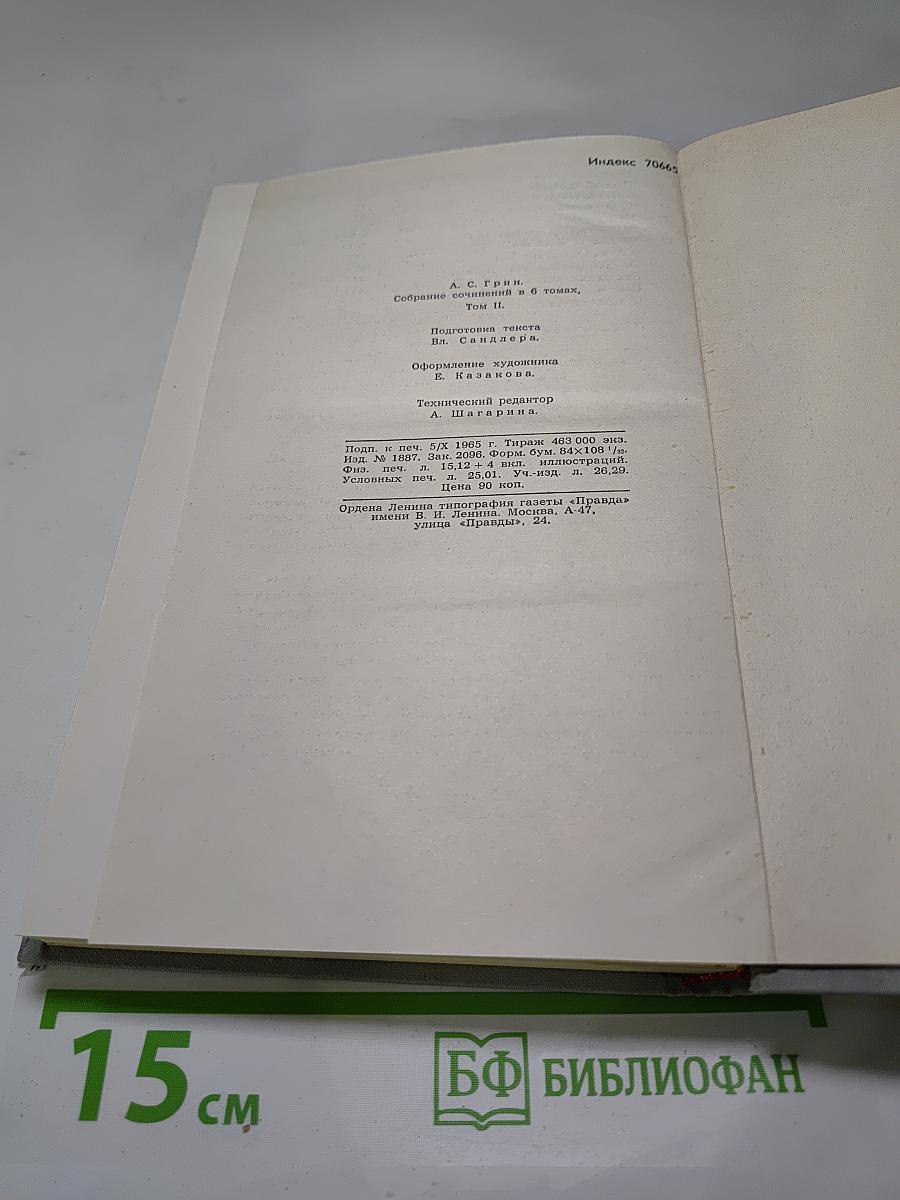 Индекс 70665
А. С. Грин.
Собрание сочинений в 6 томах.
Том II.
Подготовка текста
Вл. Сандлера.
Оформление художника
Е. Казакова.
Технический редактор
А. Шагарина.
Подп. к печ. 5/X 1965 г. Тираж 463 000 экз.
Изд. № 1887. Зак. 2096. Форм. бум. 84×108 1/32.
Физ. печ. л. 15,12 + 4 вкл. иллюстраций.
Условных печ. л. 25,01. Уч.-изд. л. 26,29.
Цена 90 коп.
Ордена Ленина типография газеты «Правда»
имени В. И. Ленина. Москва, А-47,
улица «Правды», 24.
15 см
БФ БИБЛИОФАН